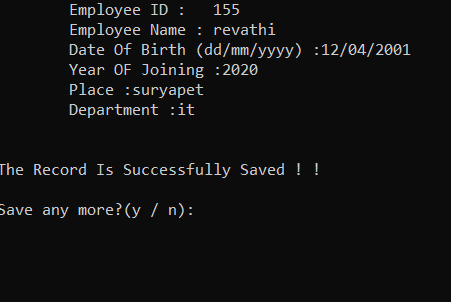 Employee ID :   155
Employee Name : revathi
Date Of Birth (dd/mm/yyyy) :12/04/2001
Year OF Joining :2020
Place :suryapet
Department :it
The Record Is Successfully Saved ! !
Save any more?(y / n):